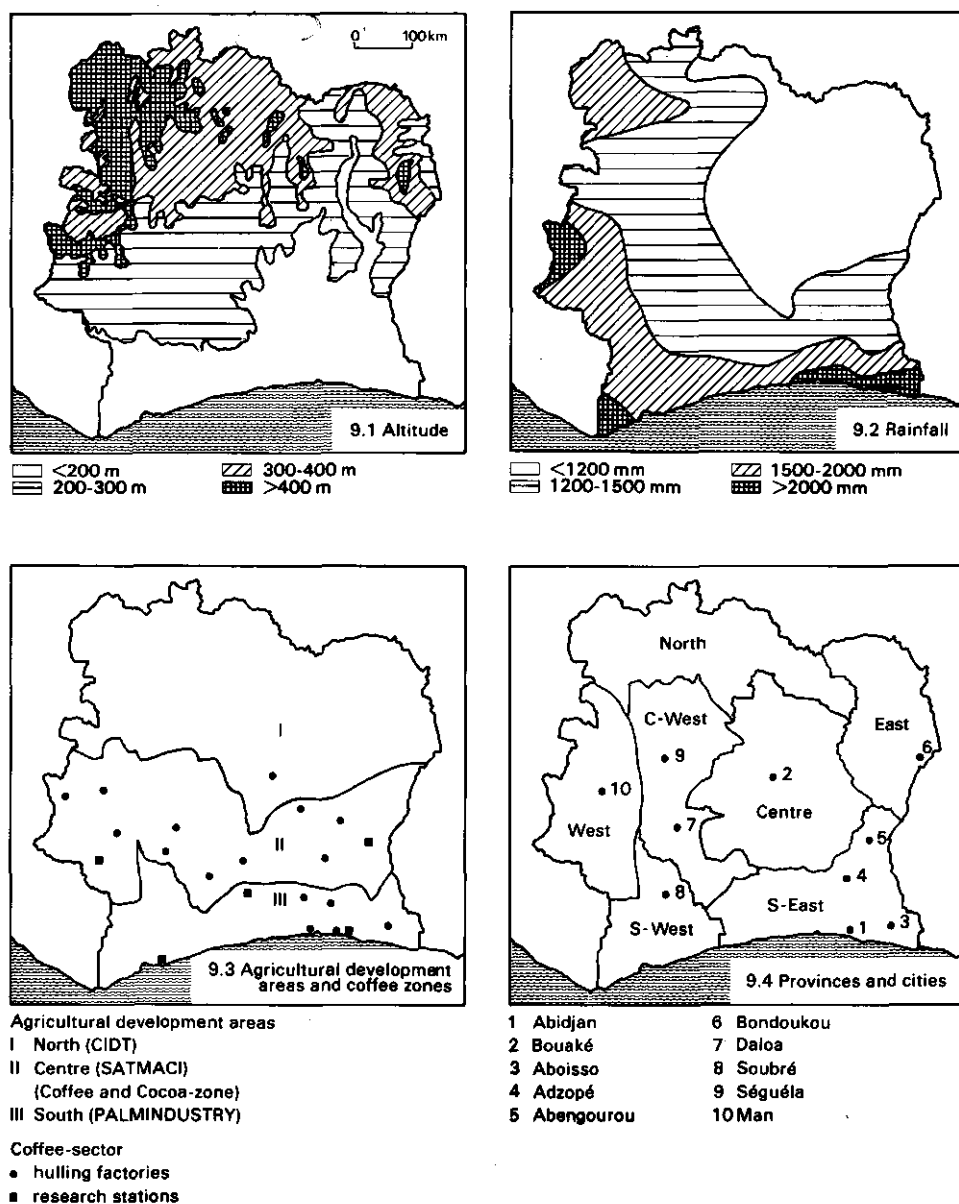 0 100km
9.1 Altitude
<200 m 300-400 m
200-300 m >400 m
9.2 Rainfall
<1200 mm 1500-2000 mm
1200-1500 mm >2000 mm
I
II
III
9.3 Agricultural development
areas and coffee zones
Agricultural development areas
I North (CIDT)
II Centre (SATMACI)
(Coffee and Cocoa-zone)
III South (PALMINDUSTRY)
Coffee-sector
hulling factories
research stations
North
C-West
East
6
9
2
10
Centre
West
7
5
4
8
S-East
S-West
1
3
9.4 Provinces and cities
1 Abidjan 6 Bondoukou
2 Bouaké 7 Daloa
3 Aboisso 8 Soubré
4 Adzopé 9 Séguéla
5 Abengourou 10 Man